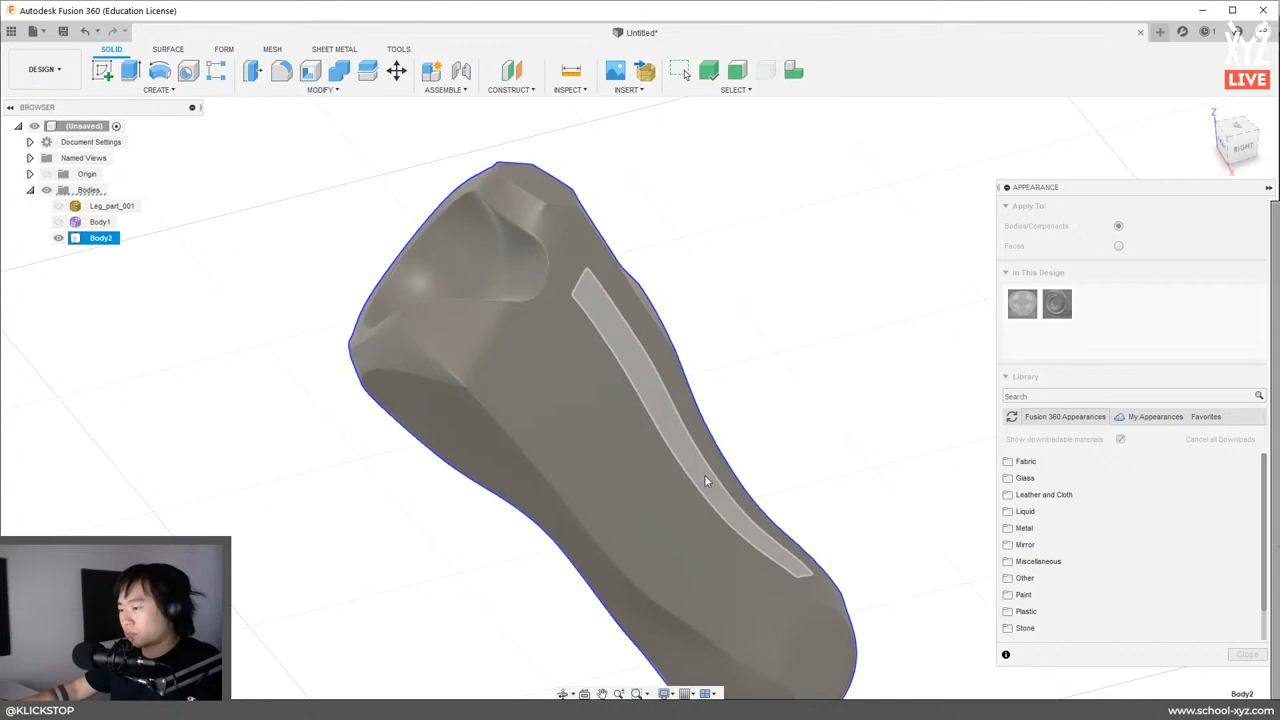 Autodesk Fusion 360 (Education License)
Untitled*
XYZ
LIVE
DESIGN
SOLID SURFACE FORM MESH SHEET METAL TOOLS
CREATE MODIFY ASSEMBLE CONSTRUCT INSPECT INSERT SELECT
BROWSER
(Unsaved)
Document Settings
Named Views
Origin
Bodies
Leg_part_001
Body1
Body2
Z
RIGHT
X
APPEARANCE
Apply To:
Bodies/Components
Faces
In This Design
Library
Search
Fusion 360 Appearances My Appearances Favorites
Show downloadable materials Cancel all Downloads
Fabric
Glass
Leather and Cloth
Liquid
Metal
Mirror
Miscellaneous
Other
Paint
Plastic
Stone
Close
Body2
@KLICKSTOP
www.school-xyz.com